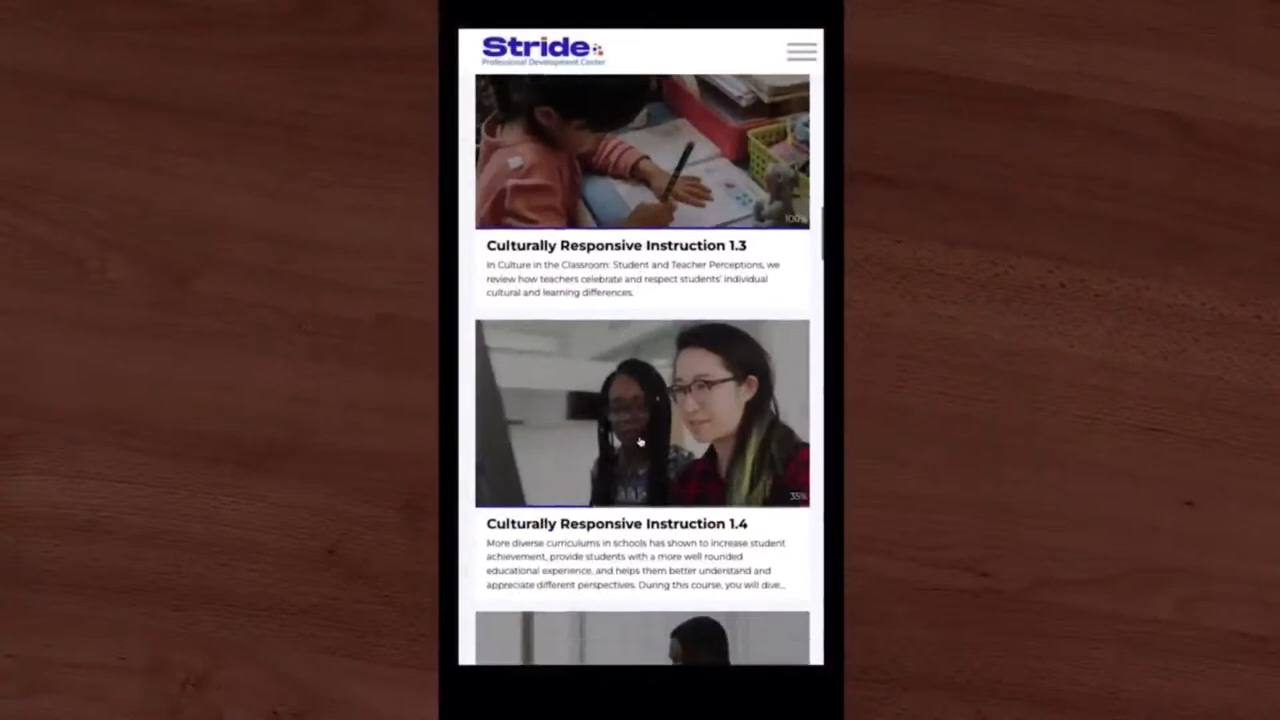 Stride
Professional Development Center
100%
Culturally Responsive Instruction 1.3
In Culture in the Classroom: Student and Teacher Perceptions, we
review how teachers celebrate and respect students' individual
cultural and learning differences.
35%
Culturally Responsive Instruction 1.4
More diverse curriculums in schools has shown to increase student
achievement, provide students with a more well rounded
educational experience, and helps them better understand and
appreciate different perspectives. During this course, you will dive...